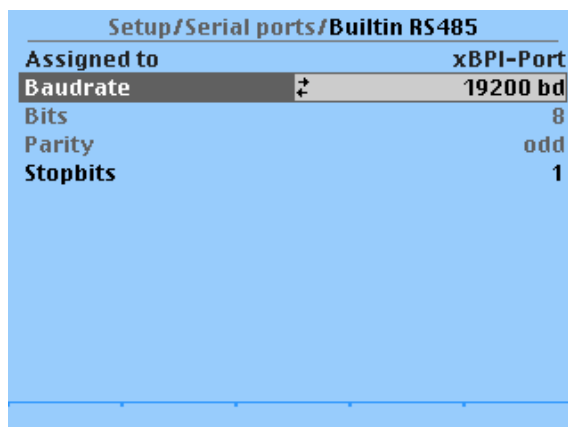 Setup/Serial ports/Builtin RS485
Assigned to xBPI-Port
Baudrate 19200 bd
Bits 8
Parity odd
Stopbits 1